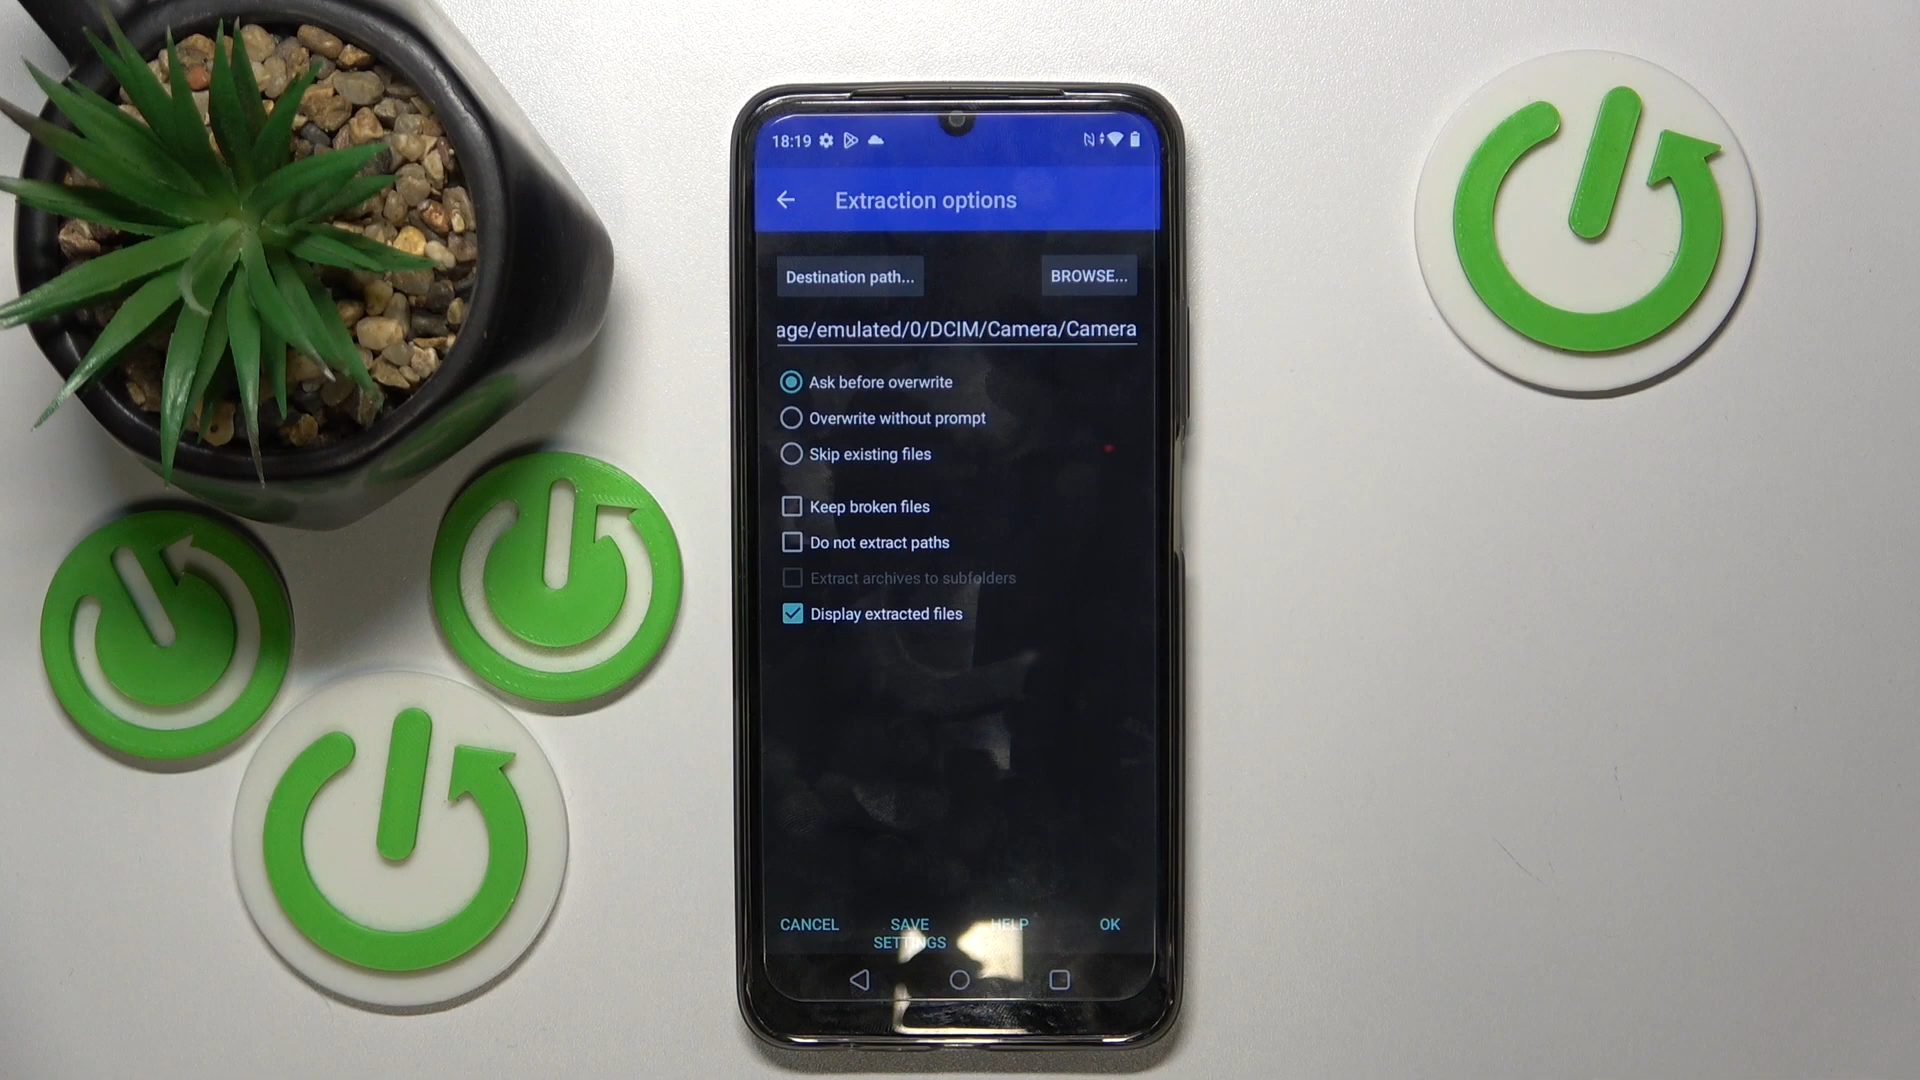 18:19
Extraction options
Destination path...
BROWSE...
age/emulated/0/DCIM/Camera/Camera
Ask before overwrite
Overwrite without prompt
Skip existing files
Keep broken files
Do not extract paths
Extract archives to subfolders
Display extracted files
CANCEL
SAVE SETTINGS
HELP
OK